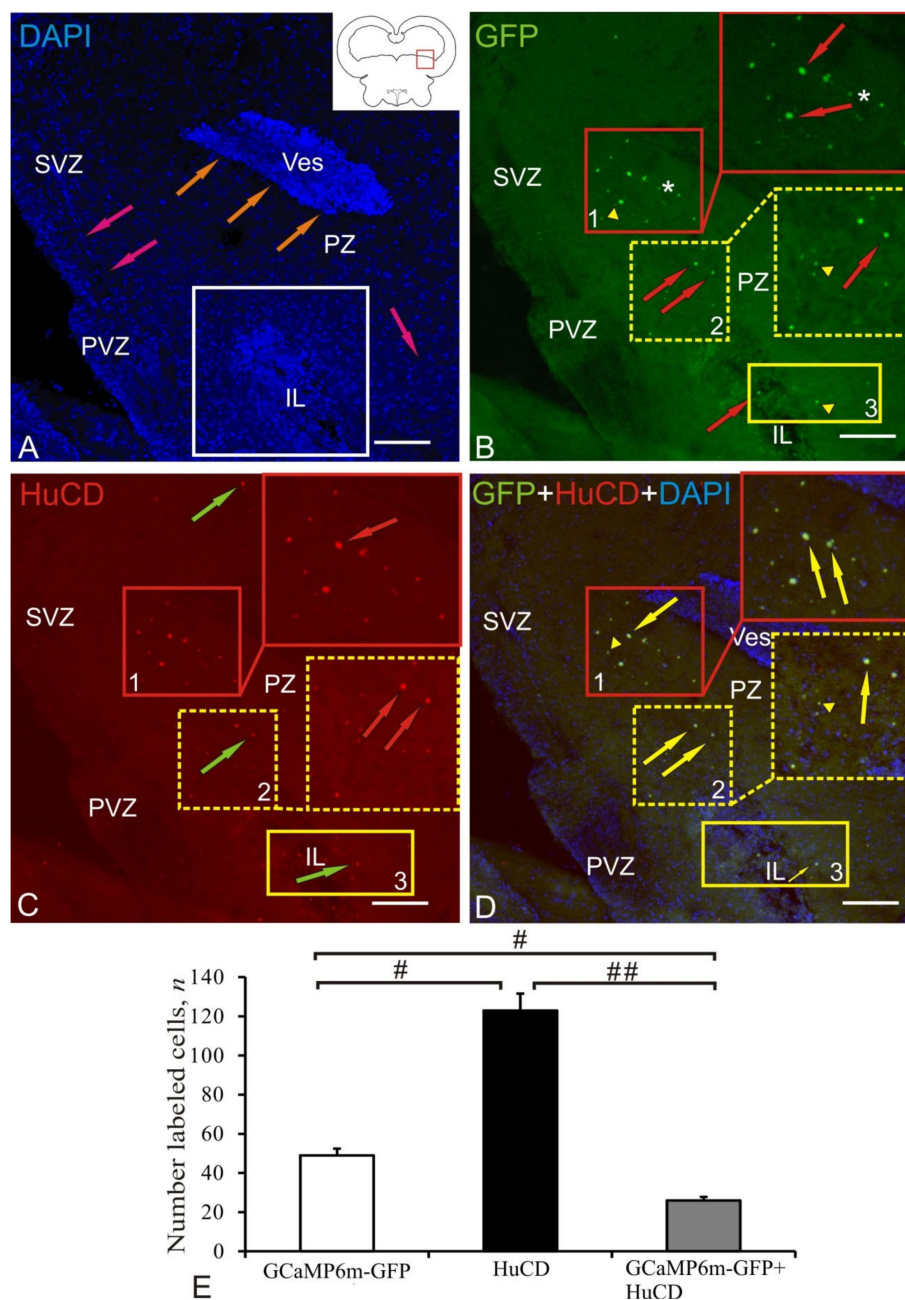 DAPI
SVZ
Ves
PZ
PVZ
IL
A
GFP
SVZ
*
*
1
PZ
2
PVZ
3
IL
B
HuCD
SVZ
1
PZ
2
PVZ
IL
3
C
GFP+HuCD+DAPI
SVZ
Ves
1
PZ
2
PVZ
IL
3
D
#
#
##
Number labeled cells, n
140
120
100
80
60
40
20
0
GCaMP6m-GFP
HuCD
GCaMP6m-GFP+
HuCD
E